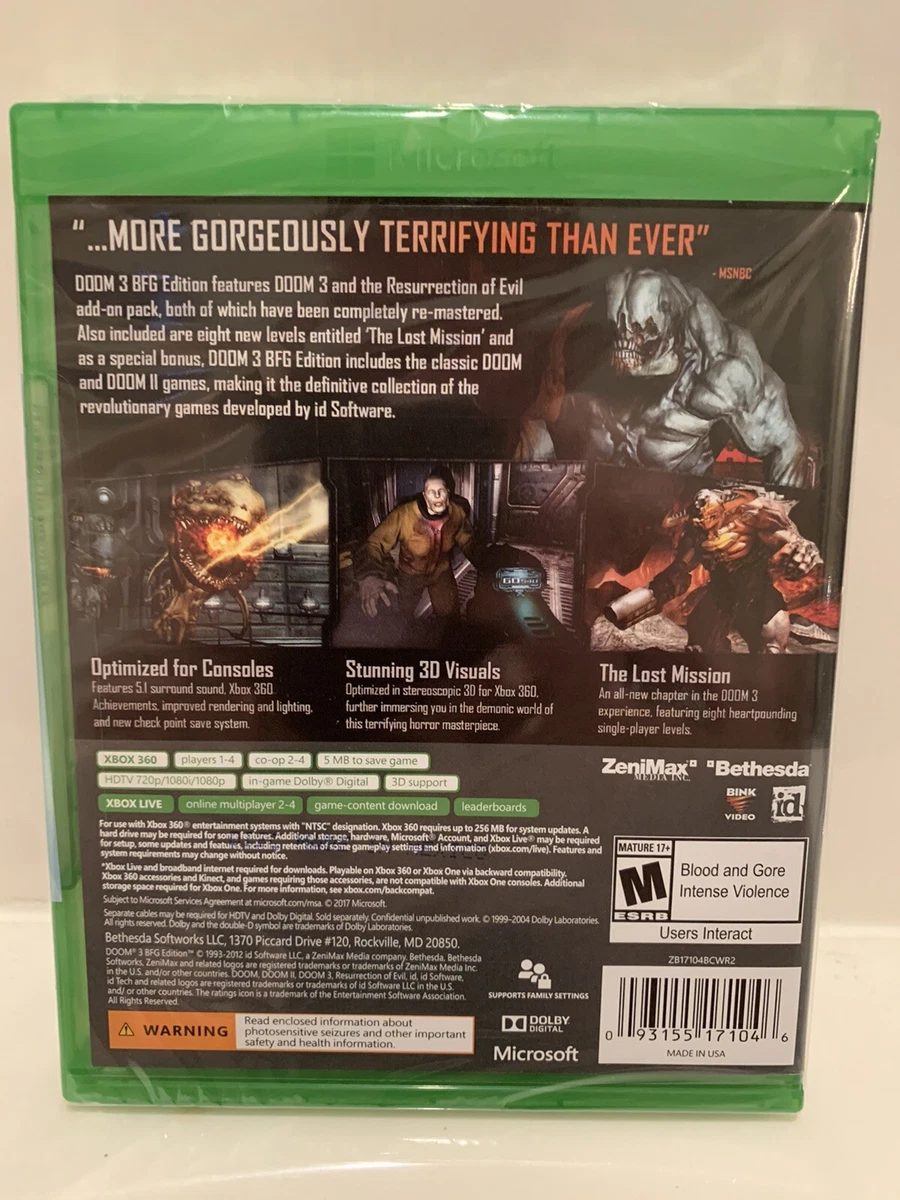 Microsoft
"...MORE GORGEOUSLY TERRIFYING THAN EVER"
- MSNBC
DOOM 3 BFG Edition features DOOM 3 and the Resurrection of Evil
add-on pack, both of which have been completely re-mastered.
Also included are eight new levels entitled 'The Lost Mission' and
as a special bonus, DOOM 3 BFG Edition includes the classic DOOM
and DOOM II games, making it the definitive collection of the
revolutionary games developed by id Software.
Optimized for Consoles
Features 5.1 surround sound, Xbox 360
Achievements, improved rendering and lighting,
and new check point save system.
Stunning 3D Visuals
Optimized in stereoscopic 3D for Xbox 360,
further immersing you in the demonic world of
this terrifying horror masterpiece.
The Lost Mission
An all-new chapter in the DOOM 3
experience, featuring eight heartpounding
single-player levels.
XBOX 360 players 1-4 co-op 2-4 5 MB to save game
HDTV 720p/1080i/1080p in-game Dolby® Digital 3D support
XBOX LIVE online multiplayer 2-4 game-content download leaderboards
For use with Xbox 360® entertainment systems with "NTSC" designation. Xbox 360 requires up to 256 MB for system updates. A
hard drive may be required for some features. Additional storage, hardware, Microsoft® Account, and Xbox Live® may be required
for setup, some updates and features, including retention of some gameplay settings and information (xbox.com/live). Features and
system requirements may change without notice.
*Xbox Live and broadband internet required for downloads. Playable on Xbox 360 or Xbox One via backward compatibility.
Xbox 360 accessories and Kinect, and games requiring those accessories, are not compatible with Xbox One consoles. Additional
storage space required for Xbox One. For more information, see xbox.com/backcompat.
Subject to Microsoft Services Agreement at microsoft.com/msa. © 2017 Microsoft.
Separate cables may be required for HDTV and Dolby Digital. Sold separately. Confidential unpublished work. © 1999-2004 Dolby Laboratories.
All rights reserved. Dolby and the double-D symbol are trademarks of Dolby Laboratories.
Bethesda Softworks LLC, 1370 Piccard Drive #120, Rockville, MD 20850.
DOOM® 3 BFG Edition™ © 1993-2012 id Software LLC, a ZeniMax Media company. Bethesda, Bethesda
Softworks, ZeniMax and related logos are registered trademarks or trademarks of ZeniMax Media Inc.
in the U.S. and/or other countries. DOOM, DOOM II, DOOM 3, Resurrection of Evil, id, id Software,
id Tech and related logos are registered trademarks or trademarks of id Software LLC in the U.S.
and/ or other countries. The ratings icon is a trademark of the Entertainment Software Association.
All Rights Reserved.
WARNING
Read enclosed information about
photosensitive seizures and other important
safety and health information.
ZeniMax
MEDIA INC.
Bethesda
BINK
VIDEO
id
MATURE 17+
M
ESRB
Blood and Gore
Intense Violence
Users Interact
ZB17104BCWR2
SUPPORTS FAMILY SETTINGS
DOLBY
DIGITAL
Microsoft
0 93155 17104 6
MADE IN USA